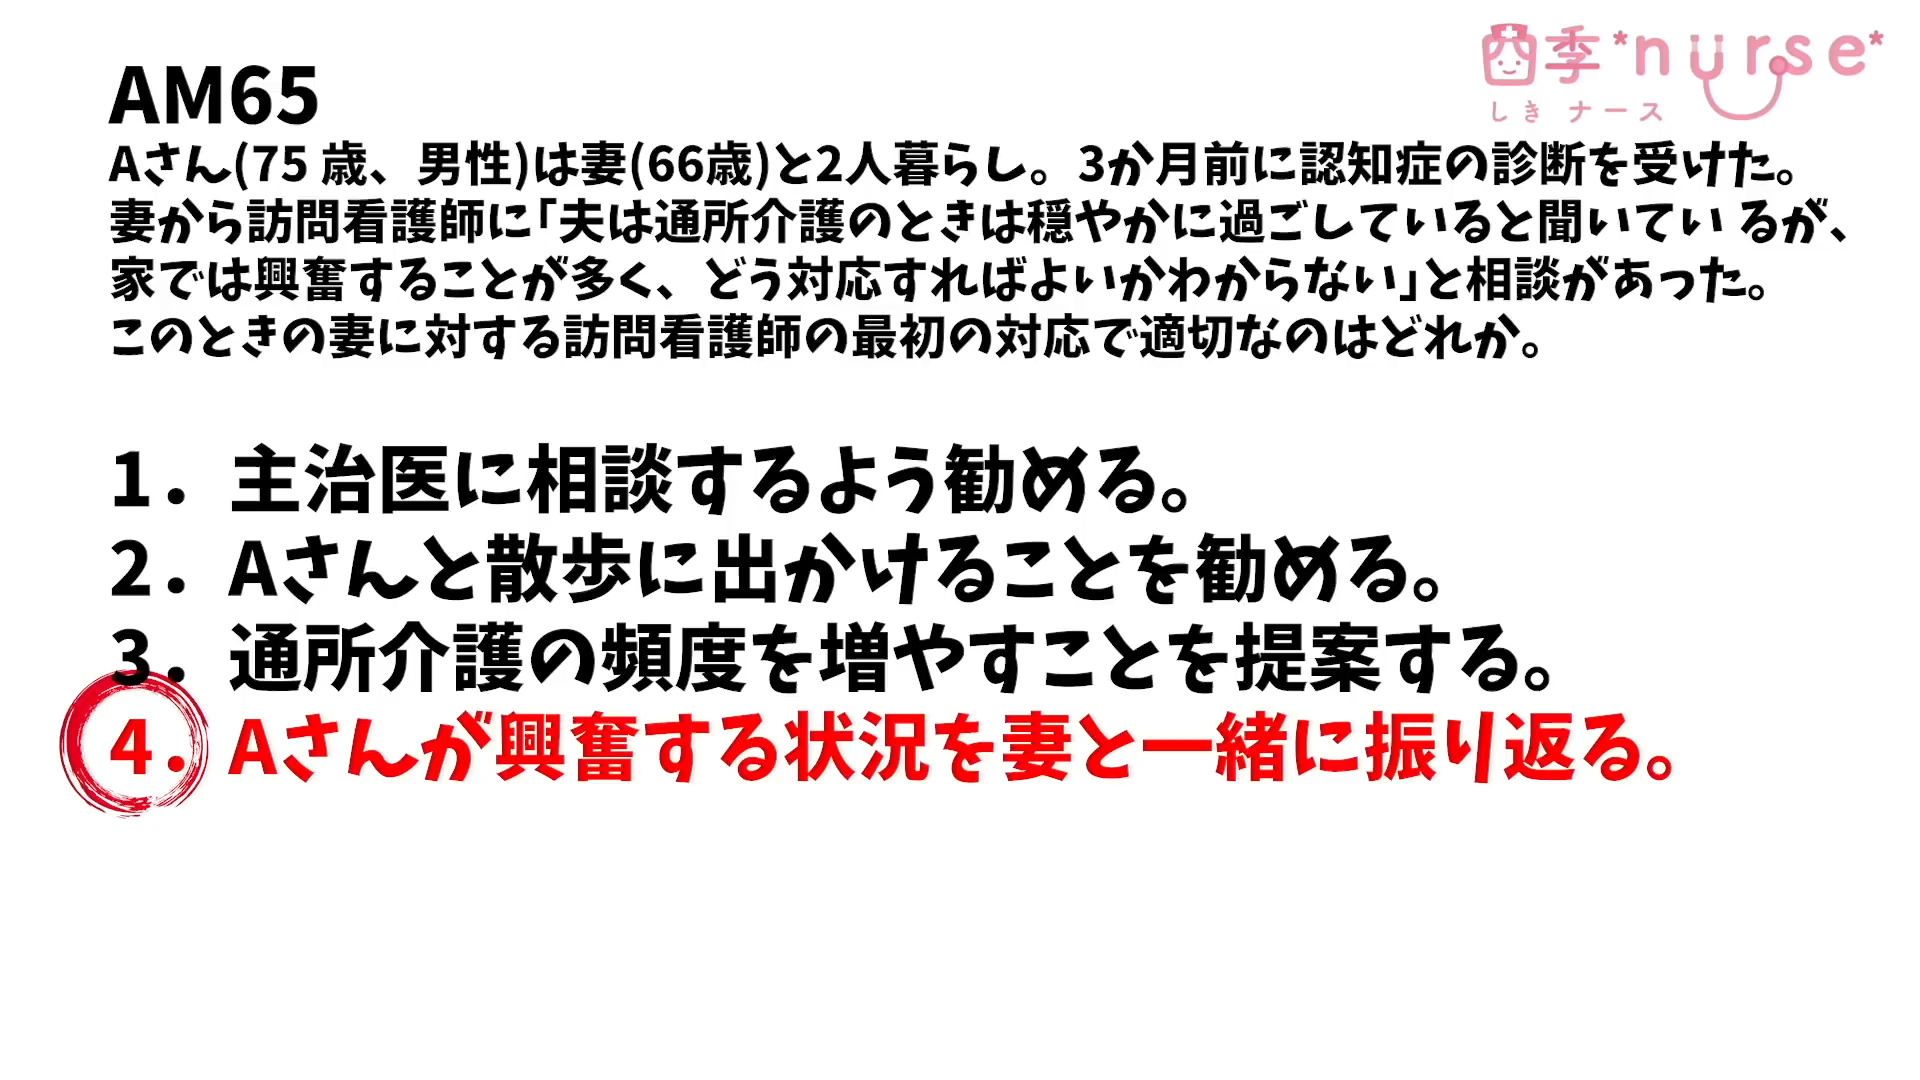 四季*nurse*
しきナース
AM65
Aさん(75 歳、男性)は妻(66歳)と2人暮らし。3か月前に認知症の診断を受けた。
妻から訪問看護師に「夫は通所介護のときは穏やかに過ごしていると聞いてい るが、
家では興奮することが多く、どう対応すればよいかわからない」と相談があった。
このときの妻に対する訪問看護師の最初の対応で適切なのはどれか。
1．主治医に相談するよう勧める。
2．Aさんと散歩に出かけることを勧める。
3．通所介護の頻度を増やすことを提案する。
4．Aさんが興奮する状況を妻と一緒に振り返る。